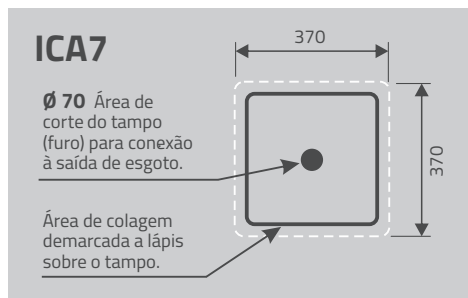 ICA7
370
Ø 70 Área de
corte do tampo
(furo) para conexão
à saída de esgoto.
370
Área de colagem
demarcada a lápis
sobre o tampo.